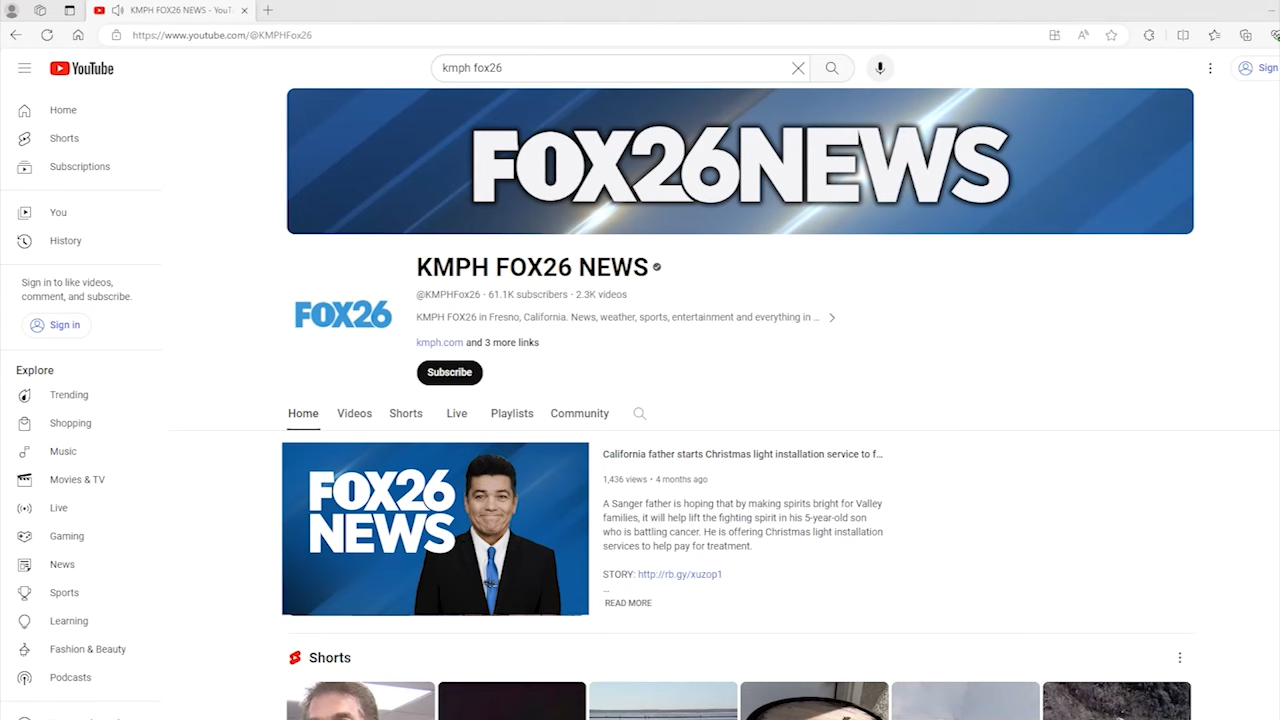 KMPH FOX26 NEWS - YouT
https://www.youtube.com/@KMPHFox26
YouTube
kmph fox26
Sign
Home
Shorts
Subscriptions
You
History
Sign in to like videos,
comment, and subscribe.
Sign in
Explore
Trending
Shopping
Music
Movies & TV
Live
Gaming
News
Sports
Learning
Fashion & Beauty
Podcasts
FOX26NEWS
FOX26
KMPH FOX26 NEWS
@KMPHFox26 · 61.1K subscribers · 2.3K videos
KMPH FOX26 in Fresno, California. News, weather, sports, entertainment and everything in ...
kmph.com and 3 more links
Subscribe
Home Videos Shorts Live Playlists Community
FOX26
NEWS
California father starts Christmas light installation service to f...
1,436 views • 4 months ago
A Sanger father is hoping that by making spirits bright for Valley
families, it will help lift the fighting spirit in his 5-year-old son
who is battling cancer. He is offering Christmas light installation
services to help pay for treatment.
STORY: http://rb.gy/xuzop1
...
READ MORE
Shorts